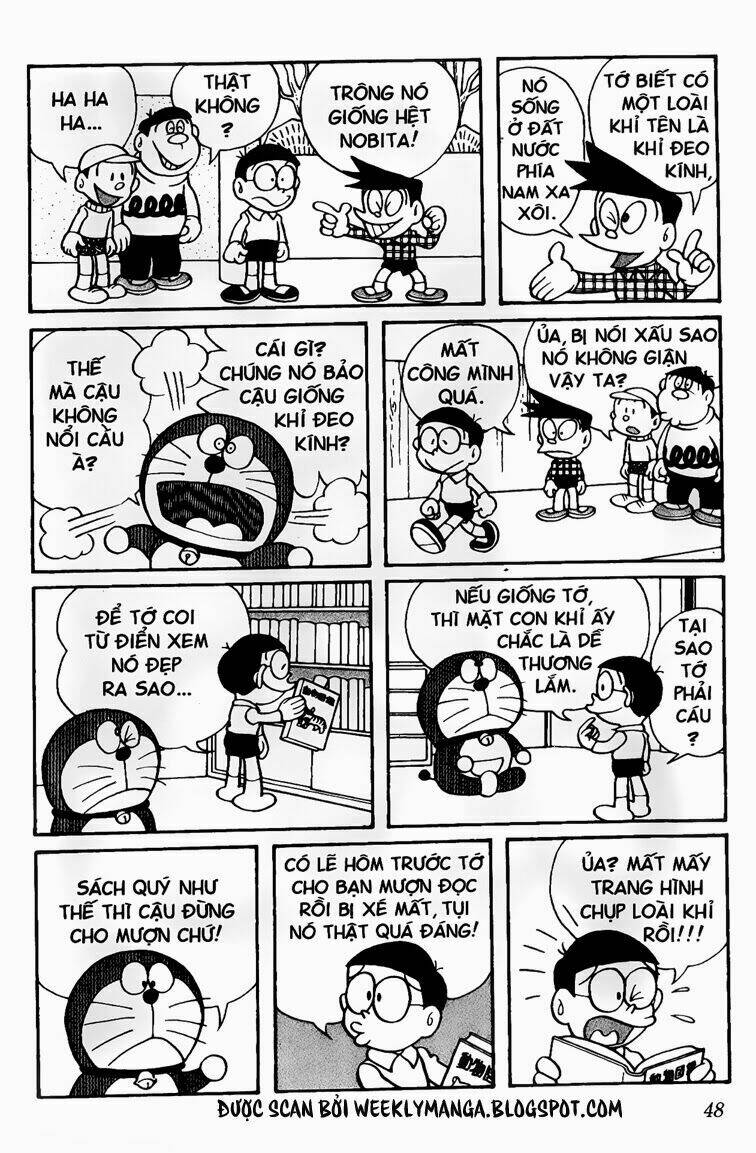 TỚ BIẾT CÓ
MỘT LOÀI
KHỈ TÊN LÀ
KHỈ ĐEO
KÍNH,
NÓ
SỐNG
Ở ĐẤT
NƯỚC
PHÍA
NAM XA
XÔI.
TRÔNG NÓ
GIỐNG HỆT
NOBITA!
THẬT
KHÔNG
?
HA HA
HA...
ỦA, BỊ NÓI XẤU SAO
NÓ KHÔNG GIẬN
VẬY TA?
MẤT
CÔNG MÌNH
QUÁ.
CÁI GÌ?
CHÚNG NÓ BẢO
CẬU GIỐNG
KHỈ ĐEO
KÍNH?
THẾ
MÀ CẬU
KHÔNG
NỔI CÀU
À?
TẠI
SAO
TỚ
PHẢI
CÁU
?
NẾU GIỐNG TỚ,
THÌ MẶT CON KHỈ ẤY
CHẮC LÀ DỄ
THƯƠNG
LẮM.
ĐỂ TỚ COI
TỪ ĐIỂN XEM
NÓ ĐẸP
RA SAO...
ỦA? MẤT MẤY
TRANG HÌNH
CHỤP LOÀI KHỈ
RỒI!!!
CÓ LẼ HÔM TRƯỚC TỚ
CHO BẠN MƯỢN ĐỌC
RỒI BỊ XÉ MẤT, TỤI
NÓ THẬT QUÁ ĐÁNG!
動物図
SÁCH QUÝ NHƯ
THẾ THÌ CẬU ĐỪNG
CHO MƯỢN CHỨ!
ĐƯỢC SCAN BỞI WEEKLYMANGA.BLOGSPOT.COM
48